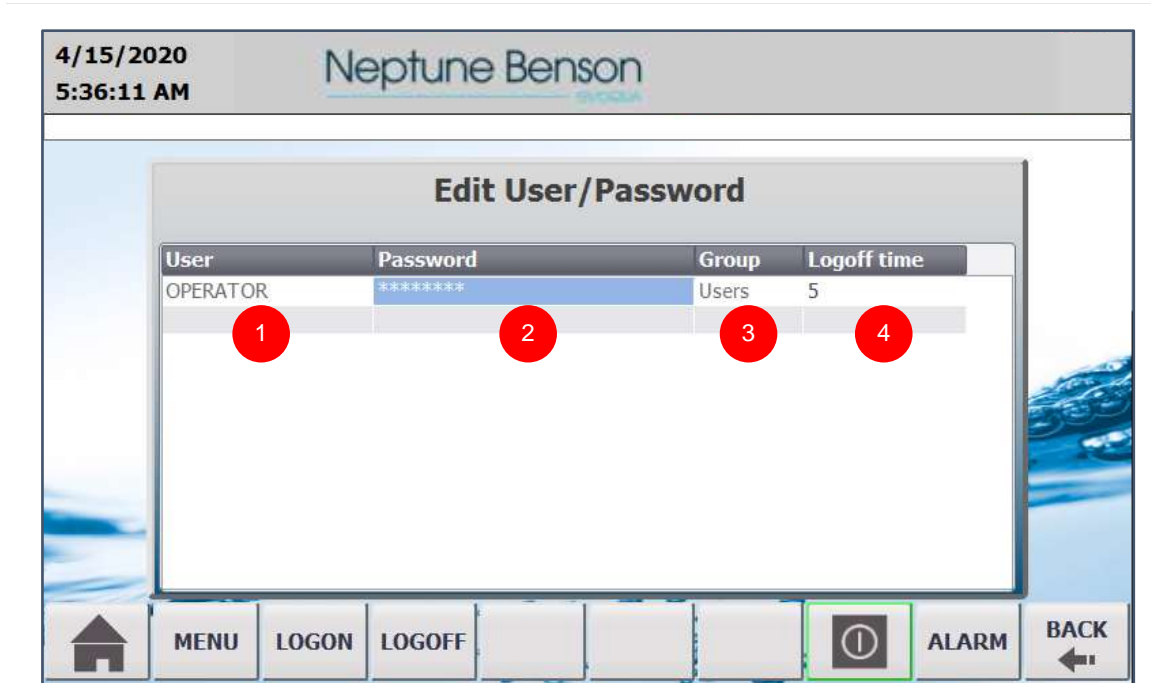 4/15/2020
5:36:11 AM
Neptune Benson
EVOQUA
Edit User/Password
User Password Group Logoff time
OPERATOR ******** Users 5
1 2 3 4
MENU LOGON LOGOFF ALARM BACK